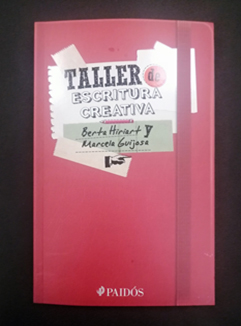 TALLER de
ESCRITURA
CREATIVA
Berta Hiriart y
Marcela Guijosa
PAIDÓS